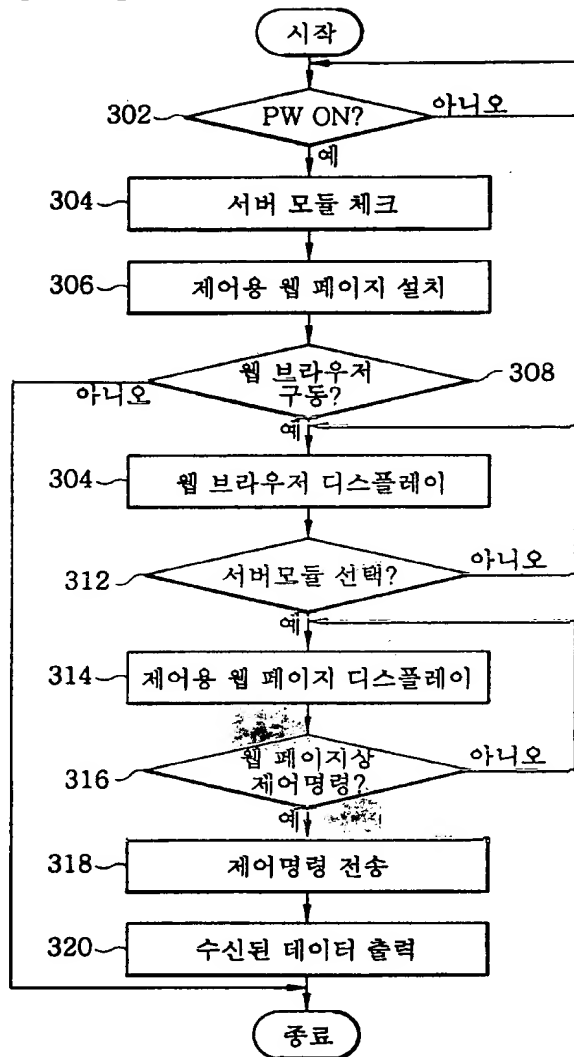 시작
302
PW ON?
아니오
예
304
서버 모듈 체크
306
제어용 웹 페이지 설치
웹 브라우저
구동?
308
아니오
예
304
웹 브라우저 디스플레이
312
서버모듈 선택?
아니오
예
314
제어용 웹 페이지 디스플레이
316
웹 페이지상
제어명령?
아니오
예
318
제어명령 전송
320
수신된 데이터 출력
종료